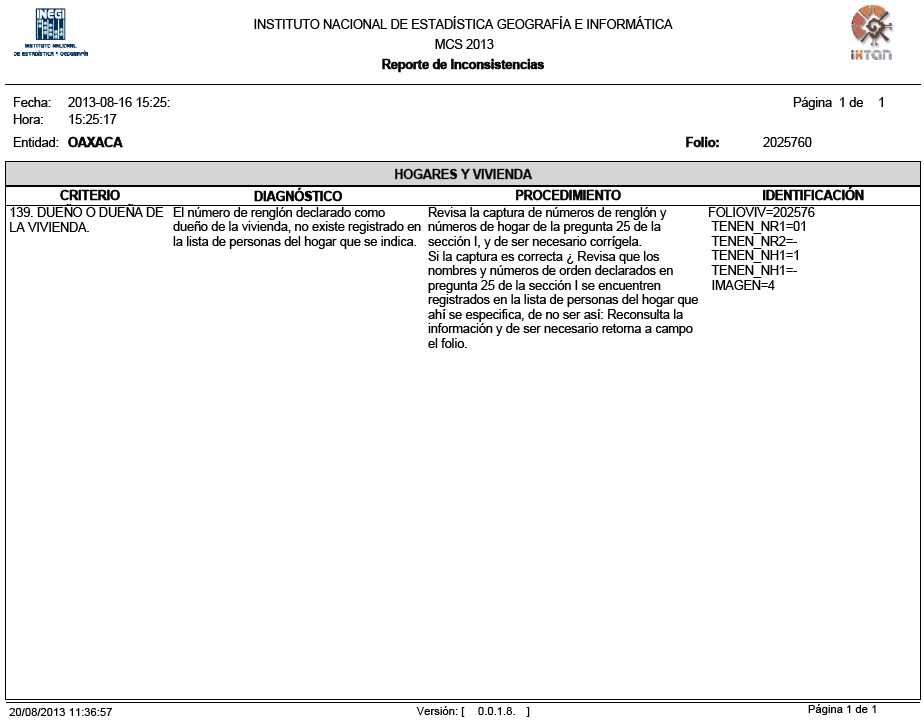 INEGI
INSTITUTO NACIONAL
DE ESTADÍSTICA Y GEOGRAFÍA
INSTITUTO NACIONAL DE ESTADÍSTICA GEOGRAFÍA E INFORMÁTICA
MCS 2013
Reporte de Inconsistencias
iktan
Fecha: 2013-08-16 15:25:
Página 1 de 1
Hora: 15:25:17
Entidad: OAXACA
Folio: 2025760
HOGARES Y VIVIENDA
CRITERIO DIAGNÓSTICO PROCEDIMIENTO IDENTIFICACIÓN
139. DUEÑO O DUEÑA DE
LA VIVIENDA.
El número de renglón declarado como
dueño de la vivienda, no existe registrado en
la lista de personas del hogar que se indica.
Revisa la captura de números de renglón y
números de hogar de la pregunta 25 de la
sección I, y de ser necesario corrígela.
Si la captura es correcta ¿ Revisa que los
nombres y números de orden declarados en
pregunta 25 de la sección I se encuentren
registrados en la lista de personas del hogar que
ahí se especifica, de no ser así: Reconsulta la
información y de ser necesario retorna a campo
el folio.
FOLIOVIV=202576
TENEN_NR1=01
TENEN_NR2=-
TENEN_NH1=1
TENEN_NH1=-
IMAGEN=4
20/08/2013 11:36:57
Versión: [ 0.0.1.8. ]
Página 1 de 1